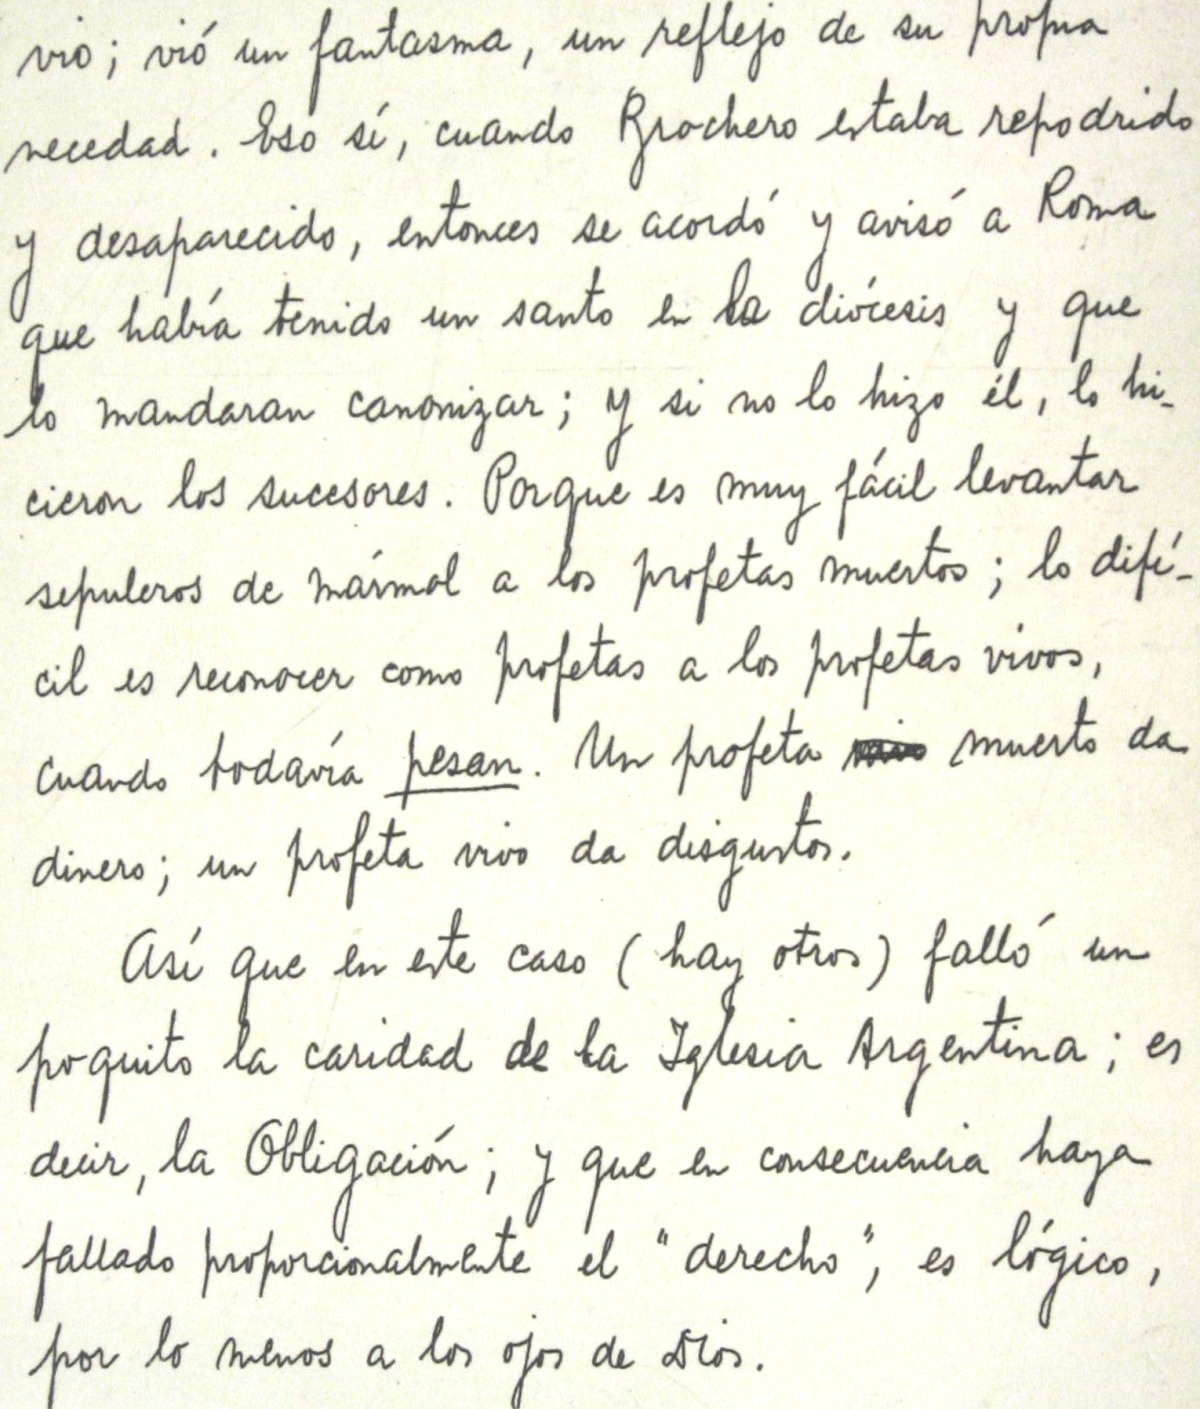 vio; vió un fantasma, un reflejo de su propia
necedad. Eso sí, cuando Brochero estaba repodrido
y desaparecido, entonces se acordó y avisó a Roma
que había tenido un santo en la diócesis y que
lo mandaran canonizar; y si no lo hizo él, lo hi-
cieron los sucesores. Porque es muy fácil levantar
sepulcros de mármol a los profetas muertos; lo difí-
cil es reconocer como profetas a los profetas vivos,
cuando todavía pesan. Un profeta muerto da
dinero; un profeta vivo da disgustos.
Así que en este caso (hay otros) falló un
poquito la caridad de la Iglesia Argentina; es
decir, la Obligación; y que en consecuencia haya
fallado proporcionalmente el "derecho", es lógico,
por lo menos a los ojos de Dios.